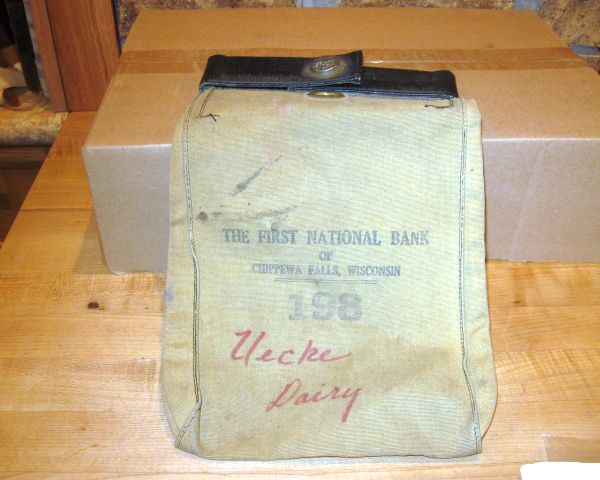 THE FIRST NATIONAL BANK
OF
CHIPPEWA FALLS, WISCONSIN
198
Uecke
Dairy